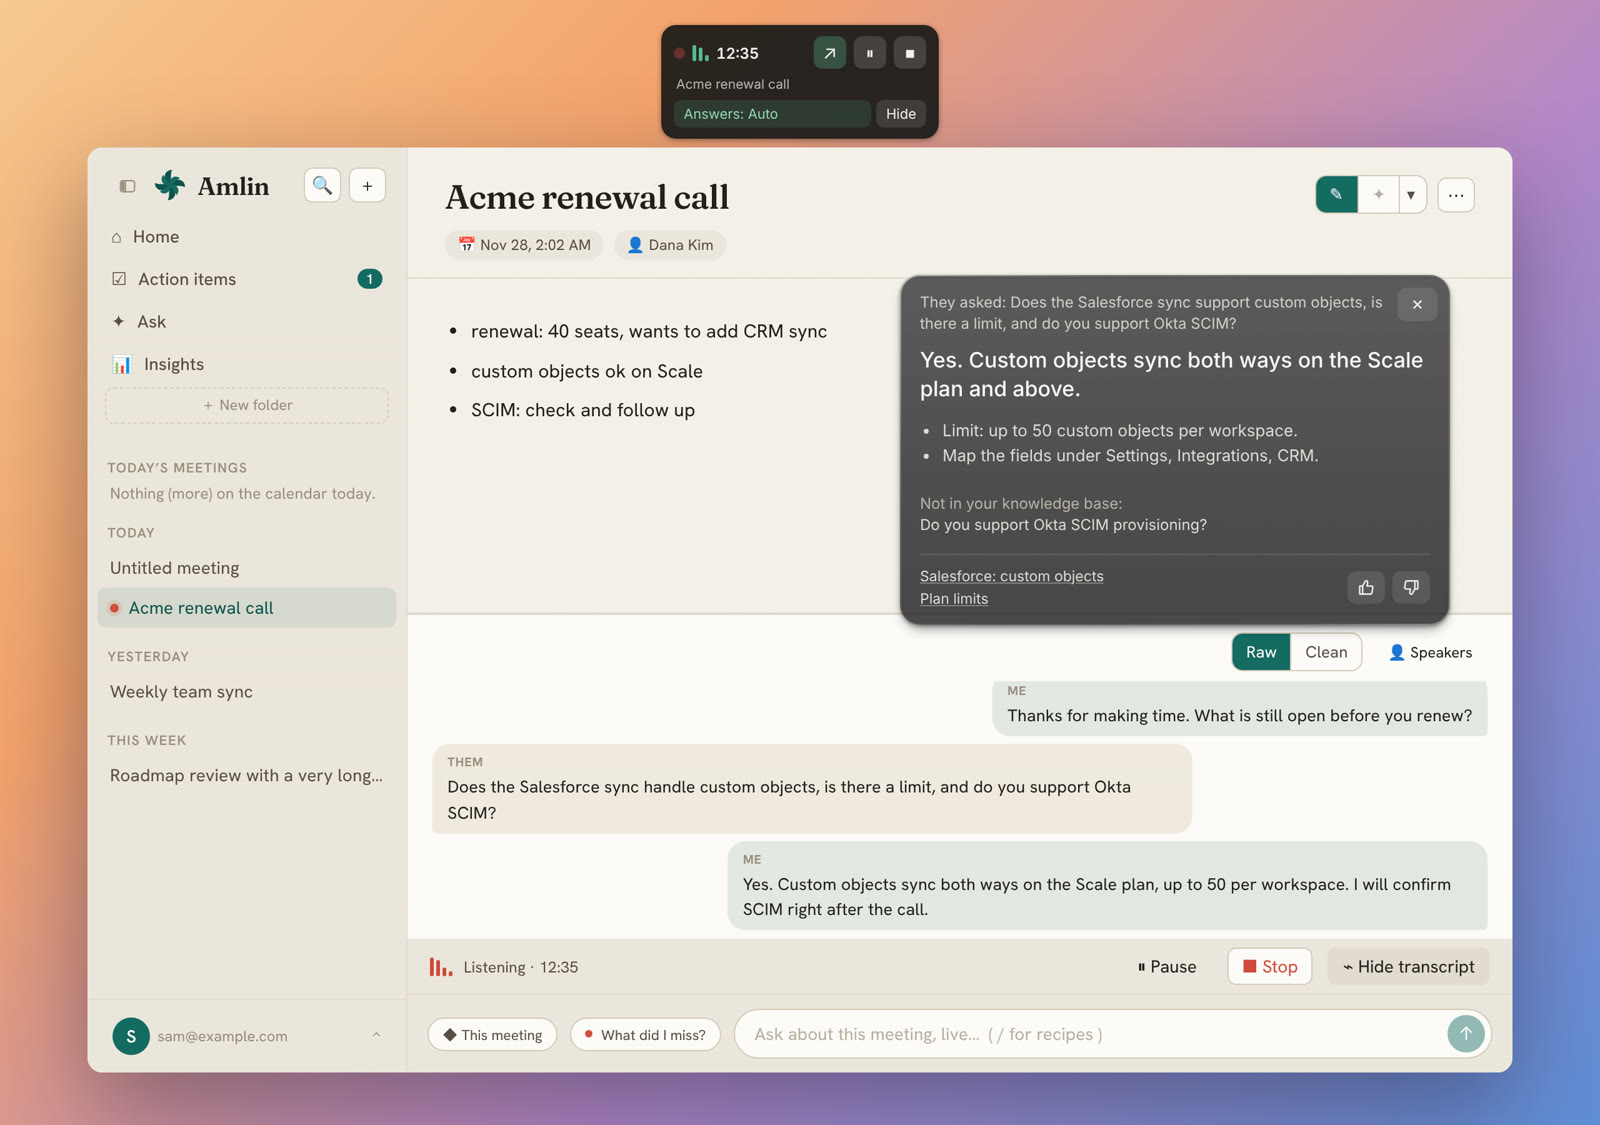 12:35
Acme renewal call
Answers: Auto
Hide
Amlin
Home
Action items
1
Ask
Insights
+ New folder
TODAY'S MEETINGS
Nothing (more) on the calendar today.
TODAY
Untitled meeting
Acme renewal call
YESTERDAY
Weekly team sync
THIS WEEK
Roadmap review with a very long...
S
sam@example.com
Acme renewal call
Nov 28, 2:02 AM
Dana Kim
• renewal: 40 seats, wants to add CRM sync
• custom objects ok on Scale
• SCIM: check and follow up
They asked: Does the Salesforce sync support custom objects, is
there a limit, and do you support Okta SCIM?
Yes. Custom objects sync both ways on the Scale
plan and above.
• Limit: up to 50 custom objects per workspace.
• Map the fields under Settings, Integrations, CRM.
Not in your knowledge base:
Do you support Okta SCIM provisioning?
Salesforce: custom objects
Plan limits
Raw
Clean
Speakers
ME
Thanks for making time. What is still open before you renew?
THEM
Does the Salesforce sync handle custom objects, is there a limit, and do you support Okta
SCIM?
ME
Yes. Custom objects sync both ways on the Scale plan, up to 50 per workspace. I will confirm
SCIM right after the call.
Listening · 12:35
Pause
Stop
Hide transcript
This meeting
What did I miss?
Ask about this meeting, live... ( / for recipes )